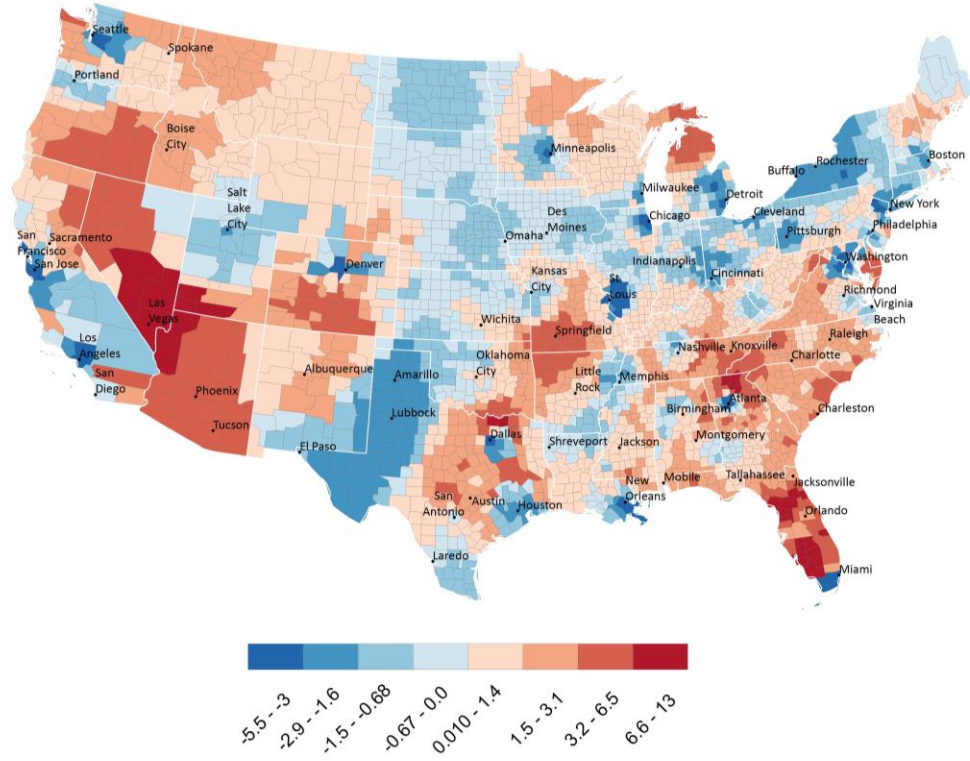 Seattle
Spokane
Portland
Boise
City
Minneapolis
Buffalo
Rochester
Boston
Milwaukee
Detroit
New York
Salt
Lake
City
Des
Moines
Chicago
Cleveland
Philadelphia
Pittsburgh
San
Francisco
Sacramento
San Jose
Omaha
Denver
Indianapolis
Cincinnati
Washington
Kansas
City
St
Louis
Richmond
Virginia
Beach
Las
Vegas
Wichita
Springfield
Raleigh
Los
Angeles
Nashville
Knoxville
Charlotte
San
Diego
Albuquerque
Amarillo
Oklahoma
City
Little
Rock
Memphis
Phoenix
Birmingham
Atlanta
Tucson
Lubbock
Charleston
El Paso
Dallas
Shreveport
Jackson
Montgomery
New
Orleans
Mobile
Tallahassee
Jacksonville
San
Antonio
Austin
Houston
Orlando
Laredo
Miami
-5.5 - -3
-2.9 - -1.6
-1.5 - -0.68
-0.67 - 0.0
0.010 - 1.4
1.5 - 3.1
3.2 - 6.5
6.6 - 13